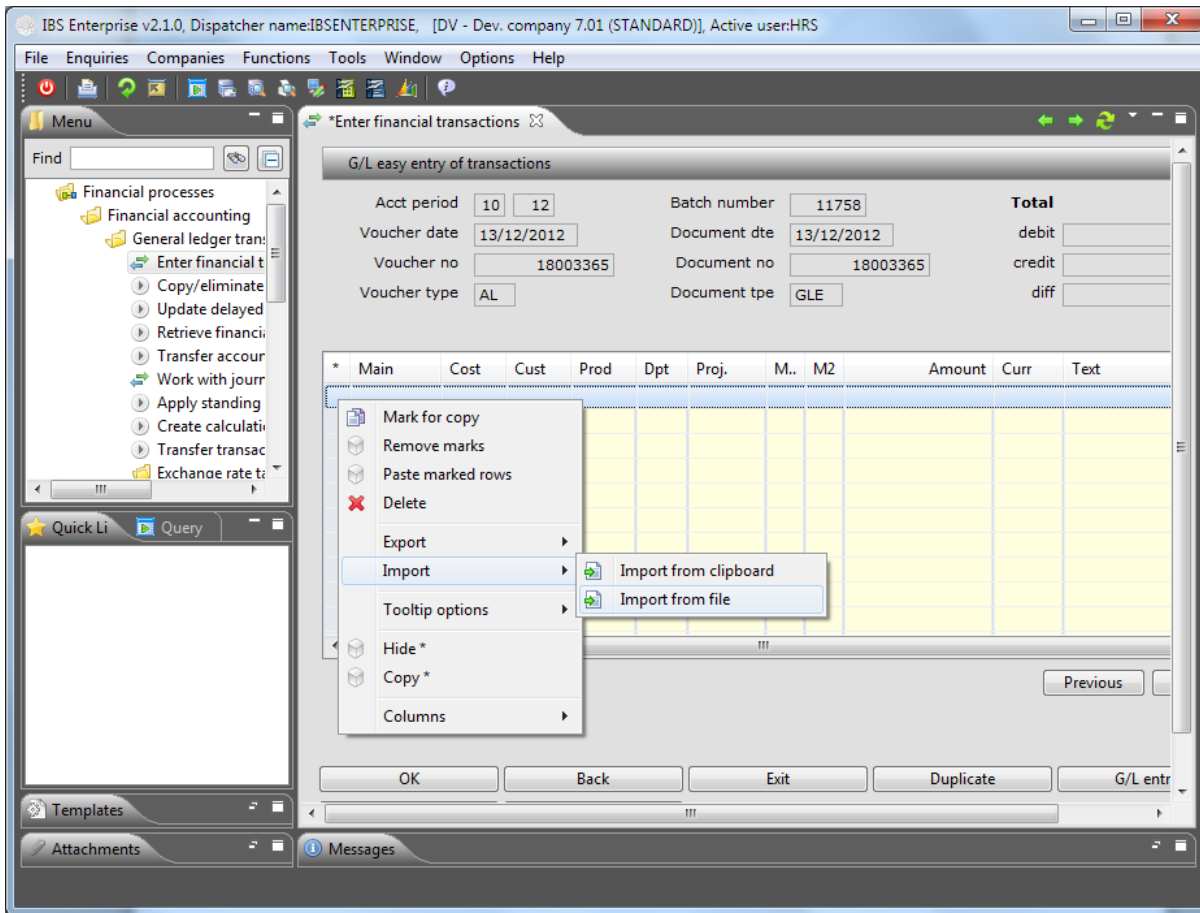 IBS Enterprise v2.1.0, Dispatcher name:IBSENTERPRISE, [DV - Dev. company 7.01 (STANDARD)], Active user:HRS
File Enquiries Companies Functions Tools Window Options Help
Menu
*Enter financial transactions
Find
G/L easy entry of transactions
Financial processes
Financial accounting
General ledger trans
Enter financial t
Copy/eliminate
Update delayed
Retrieve financia
Transfer accoun
Work with journ
Apply standing
Create calculati
Transfer transac
Exchange rate ta
Acct period 10 12 Batch number 11758 Total
Voucher date 13/12/2012 Document dte 13/12/2012 debit
Voucher no 18003365 Document no 18003365 credit
Voucher type AL Document tpe GLE diff
* Main Cost Cust Prod Dpt Proj. M.. M2 Amount Curr Text
Mark for copy
Remove marks
Paste marked rows
Delete
Export
Import
Import from clipboard
Import from file
Tooltip options
Hide *
Copy *
Columns
Quick Li Query
Previous
OK Back Exit Duplicate G/L entr
Templates
Attachments
Messages